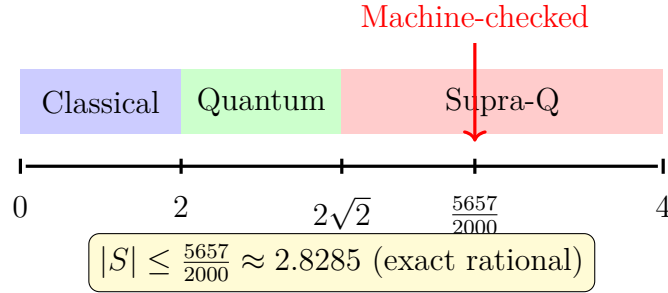 Machine-checked
Classical Quantum Supra-Q
0 2 2√2 5657/2000 4
|S| ≤ 5657/2000 ≈ 2.8285 (exact rational)